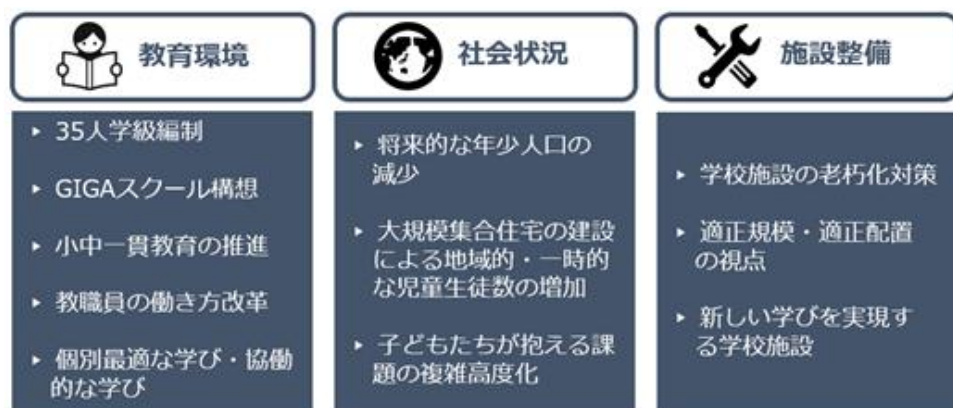 教育環境
▸ 35人学級編制
▸ GIGAスクール構想
▸ 小中一貫教育の推進
▸ 教職員の働き方改革
▸ 個別最適な学び・協働
的な学び
社会状況
▸ 将来的な年少人口の
減少
▸ 大規模集合住宅の建設
による地域的・一時的
な児童生徒数の増加
▸ 子どもたちが抱える課
題の複雑高度化
施設整備
▸ 学校施設の老朽化対策
▸ 適正規模・適正配置
の視点
▸ 新しい学びを実現す
る学校施設